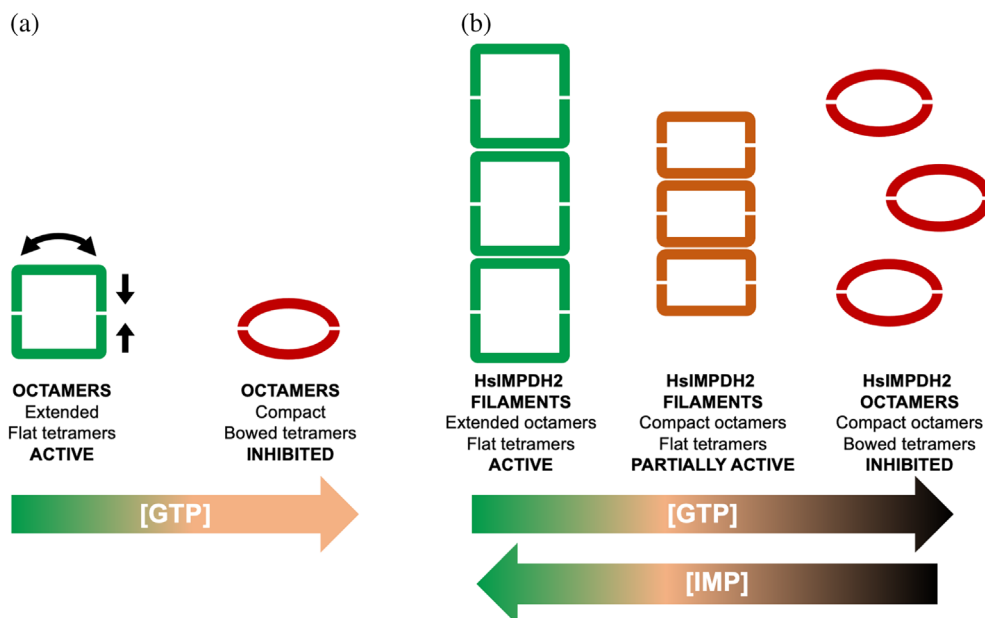 (a)
OCTAMERS
Extended
Flat tetramers
ACTIVE
OCTAMERS
Compact
Bowed tetramers
INHIBITED
[GTP]
(b)
HsIMPDH2
FILAMENTS
Extended octamers
Flat tetramers
ACTIVE
HsIMPDH2
FILAMENTS
Compact octamers
Flat tetramers
PARTIALLY ACTIVE
HsIMPDH2
OCTAMERS
Compact octamers
Bowed tetramers
INHIBITED
[GTP]
[IMP]